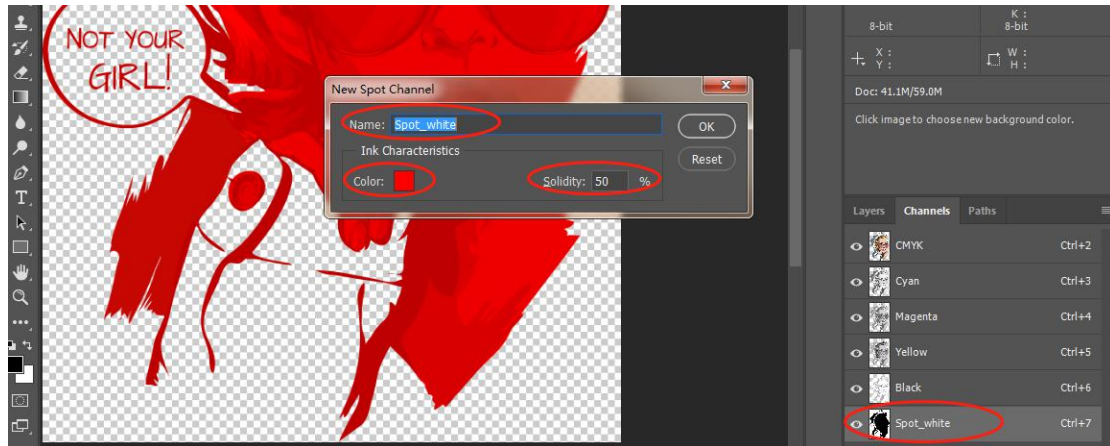 NOT YOUR
GIRL!
New Spot Channel
Name: Spot_white
OK
Ink Characteristics
Reset
Color:
Solidity: 50 %
T
8-bit
K :
8-bit
X :
Y :
W :
H :
Doc: 41.1M/59.0M
Click image to choose new background color.
Layers Channels Paths
CMYK Ctrl+2
Cyan Ctrl+3
Magenta Ctrl+4
Yellow Ctrl+5
Black Ctrl+6
Spot_white Ctrl+7